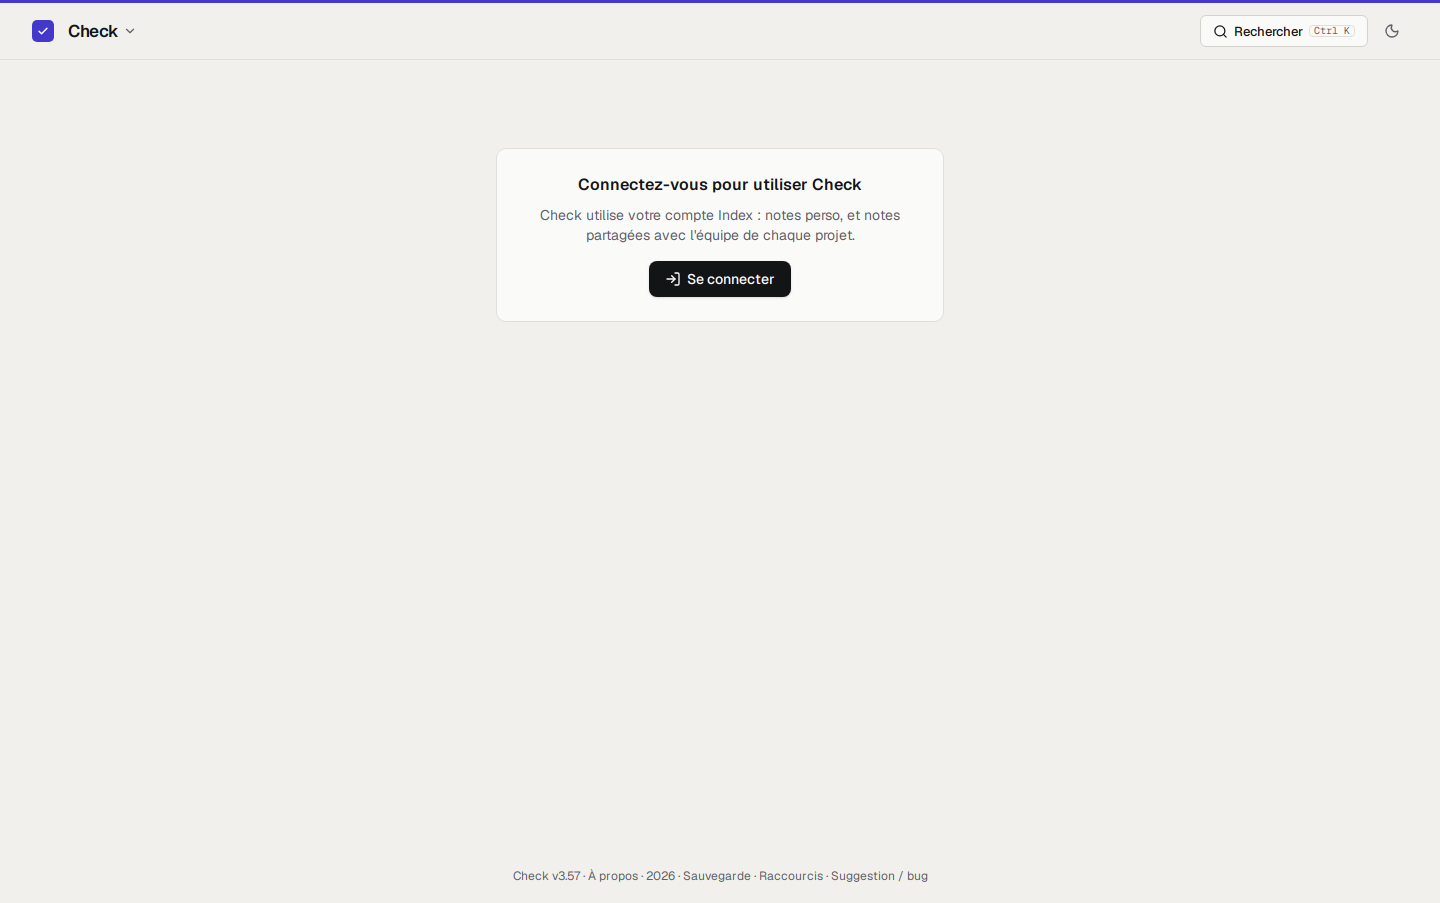 Check
Rechercher Ctrl K
Connectez-vous pour utiliser Check
Check utilise votre compte Index : notes perso, et notes
partagées avec l'équipe de chaque projet.
Se connecter
Check v3.57 · À propos · 2026 · Sauvegarde · Raccourcis · Suggestion / bug